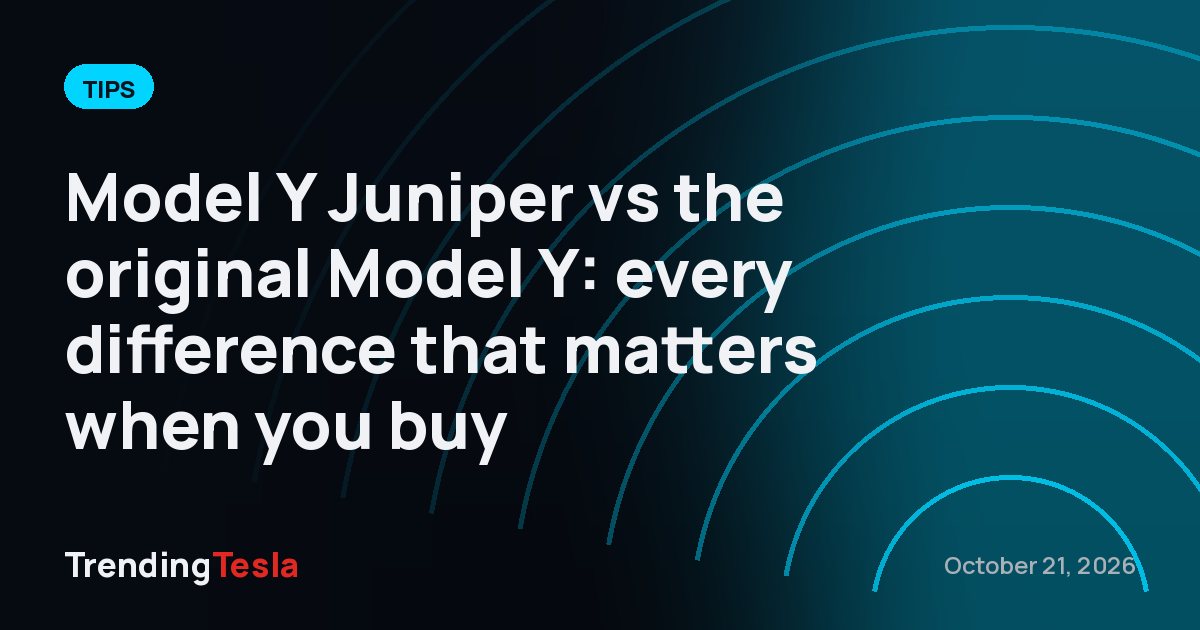 TIPS
Model Y Juniper vs the
original Model Y: every
difference that matters
when you buy
TrendingTesla
October 21, 2026